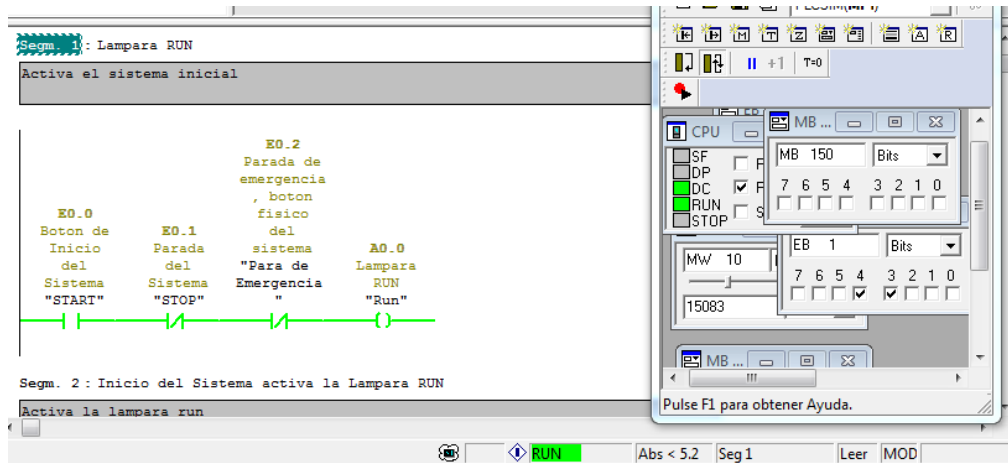 Segm. 1 : Lampara RUN
Activa el sistema inicial
E0.2
Parada de
emergencia
, boton
fisico
del
sistema
"Para de
Emergencia
"
E0.0
Boton de
Inicio
del
Sistema
"START"
E0.1
Parada
del
Sistema
"STOP"
A0.0
Lampara
RUN
"Run"
Segm. 2 : Inicio del Sistema activa la Lampara RUN
Activa la lampara run
RUN
Abs < 5.2
Seg 1
Leer
MOD
+1
T=0
CPU
SF
DP
DC
RUN
STOP
MB ...
MB 150
Bits
7 6 5 4 3 2 1 0
EB 1
Bits
7 6 5 4 3 2 1 0
MW 10
15083
MB ...
Pulse F1 para obtener Ayuda.